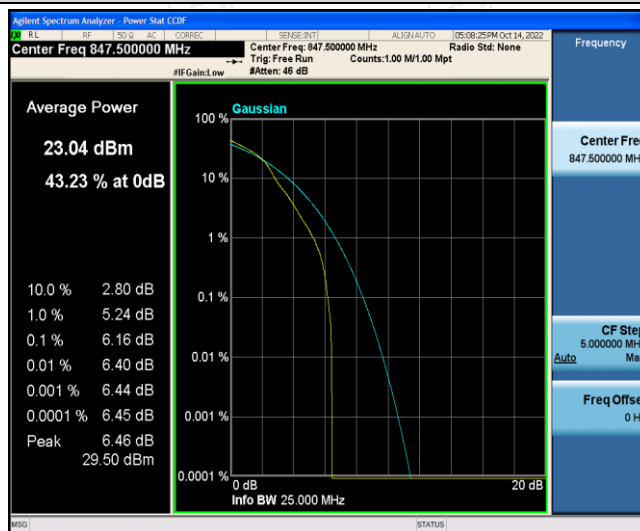 Agilent Spectrum Analyzer - Power Stat CCDF
RL RF 50 Ω AC CORREC SENSE:INT ALIGNAUTO 05:08:25PM Oct 14, 2022
Center Freq 847.500000 MHz
Center Freq: 847.500000 MHz Radio Std: None
Trig: Free Run Counts:1.00 M/1.00 Mpt
#IFGain:Low #Atten: 46 dB
Frequency
Average Power
23.04 dBm
43.23 % at 0dB
10.0 % 2.80 dB
1.0 % 5.24 dB
0.1 % 6.16 dB
0.01 % 6.40 dB
0.001 % 6.44 dB
0.0001 % 6.45 dB
Peak 6.46 dB
29.50 dBm
Gaussian
100 %
10 %
1 %
0.1 %
0.01 %
0.001 %
0.0001 %
0 dB 20 dB
Info BW 25.000 MHz
Center Fre
847.500000 MH
CF Ste
5.000000 MH
Auto Ma
Freq Offse
0 H
MSG STATUS